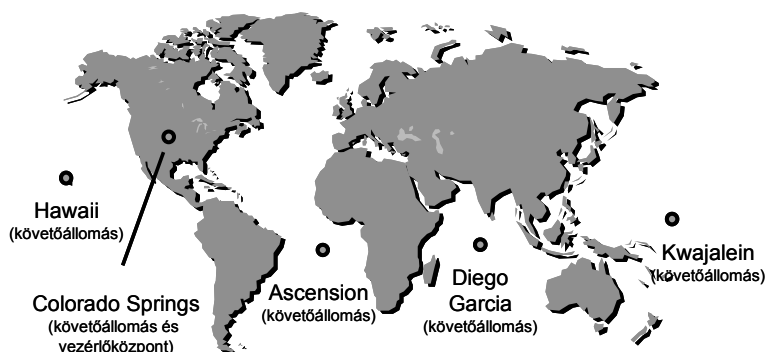 Hawaii
(követőállomás)
Colorado Springs
(követőállomás és
vezérlőközpont)
Ascension
(követőállomás)
Diego
Garcia
(követőállomás)
Kwajalein
(követőállomás)